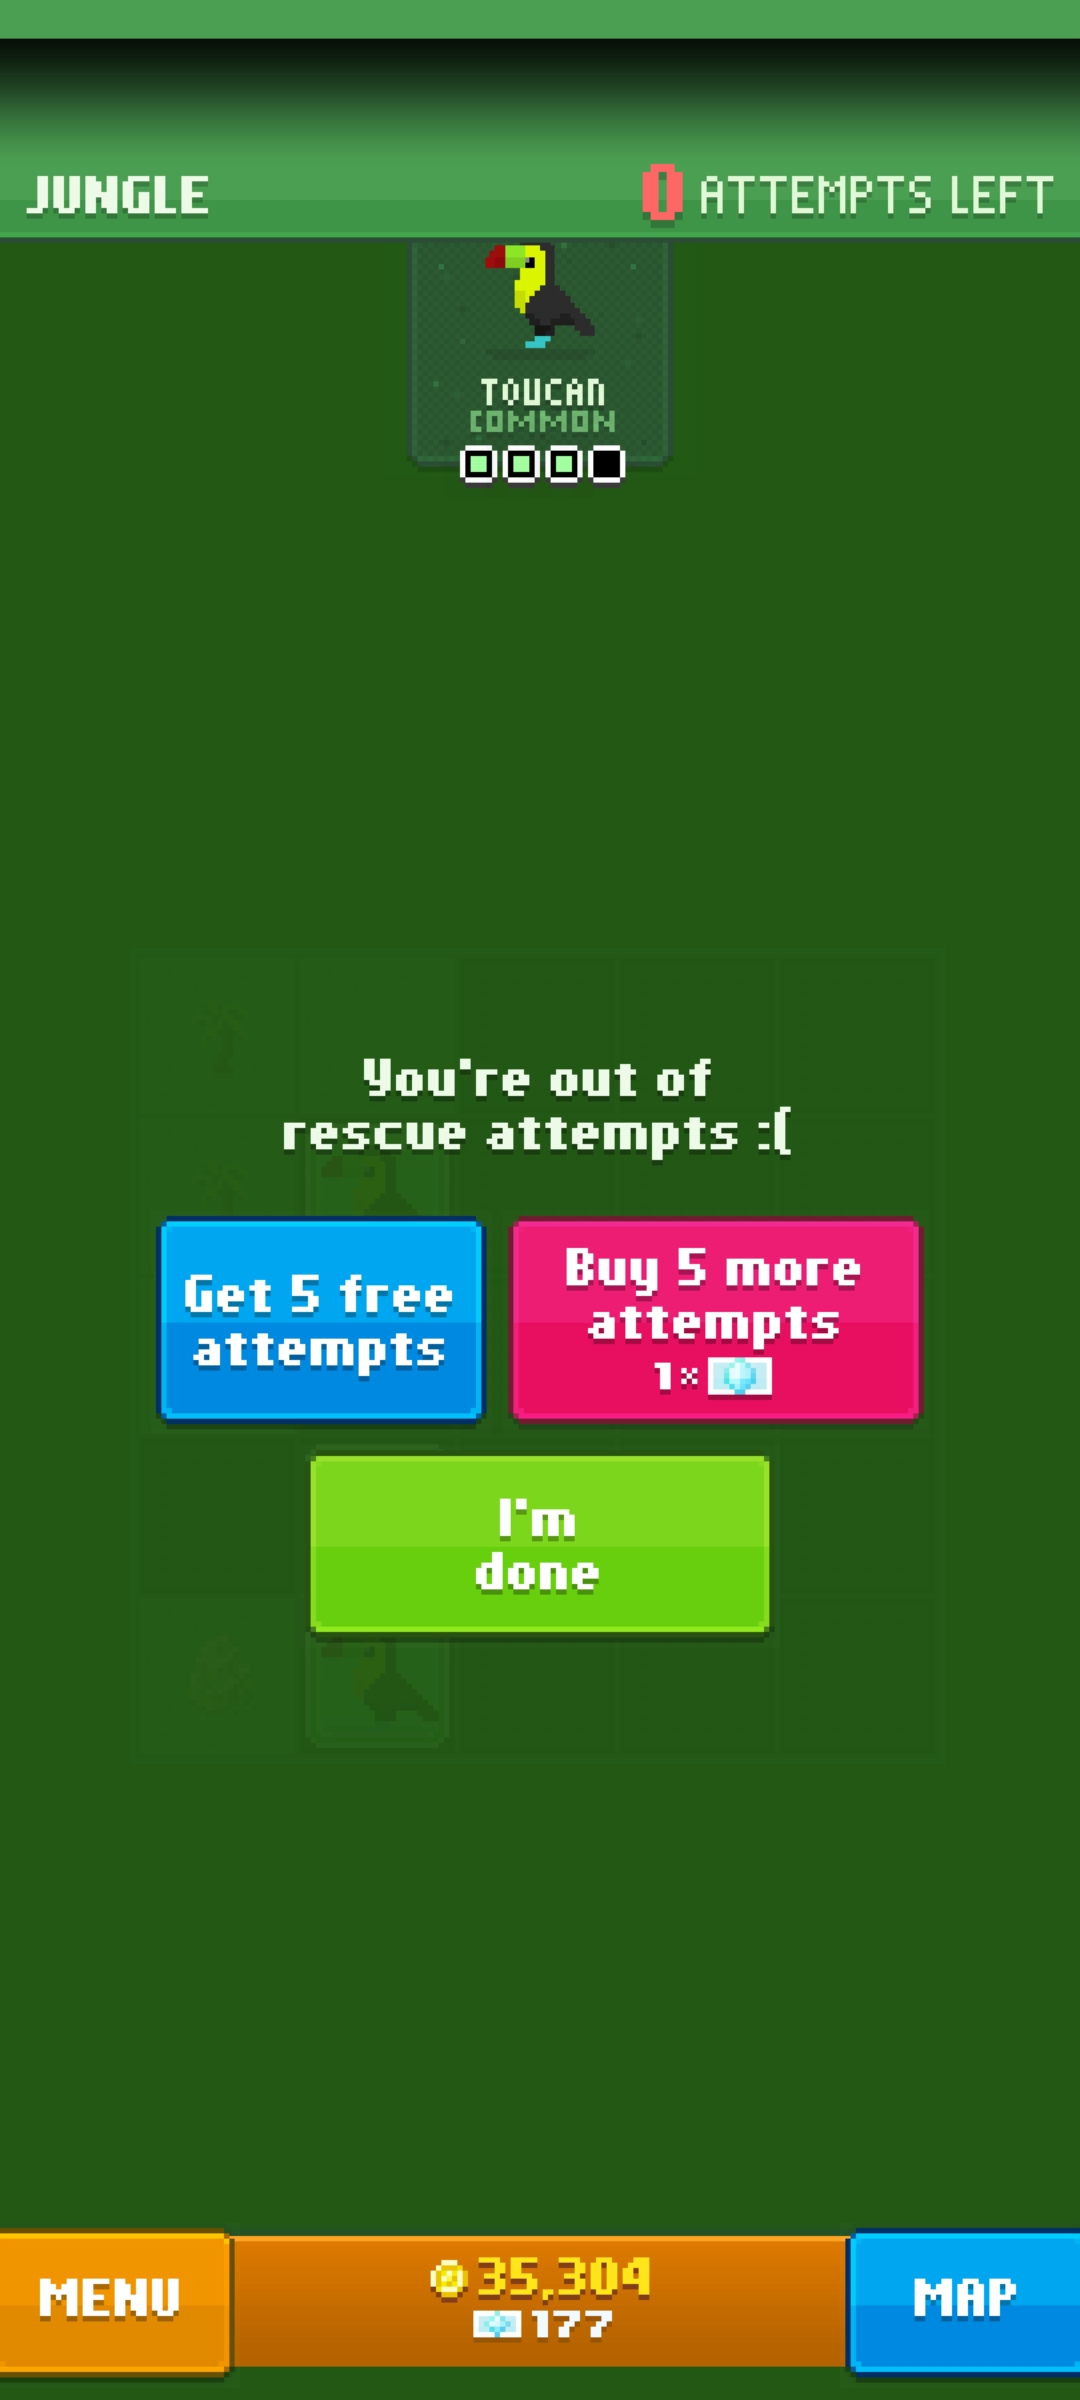 JUNGLE
0 ATTEMPTS LEFT
TOUCAN
COMMON
You're out of
rescue attempts :(
Get 5 free
attempts
Buy 5 more
attempts
1×
I'm
done
MENU
35,304
177
MAP